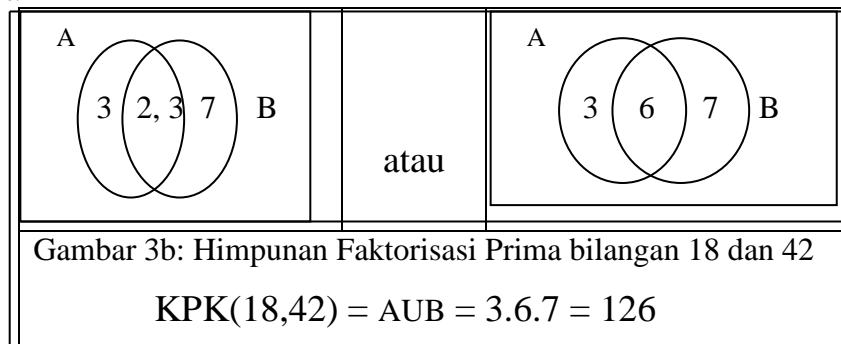 A
3 2, 3 7 B
atau
A
3 6 7 B
Gambar 3b: Himpunan Faktorisasi Prima bilangan 18 dan 42
KPK(18,42) = AUB = 3.6.7 = 126